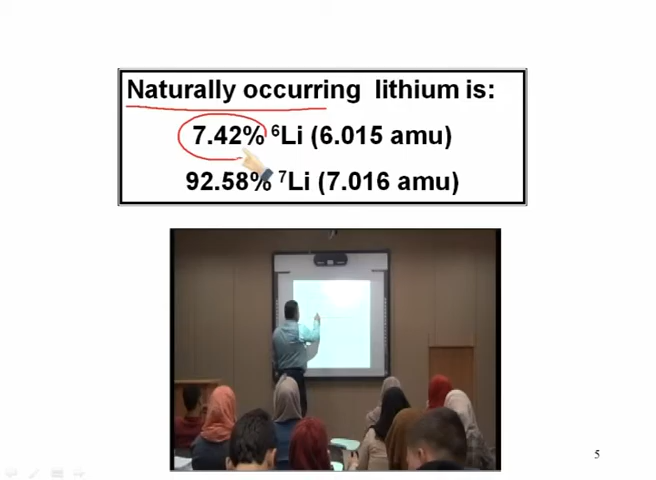 Naturally occurring lithium is:
7.42% ⁶Li (6.015 amu)
92.58% ⁷Li (7.016 amu)
5